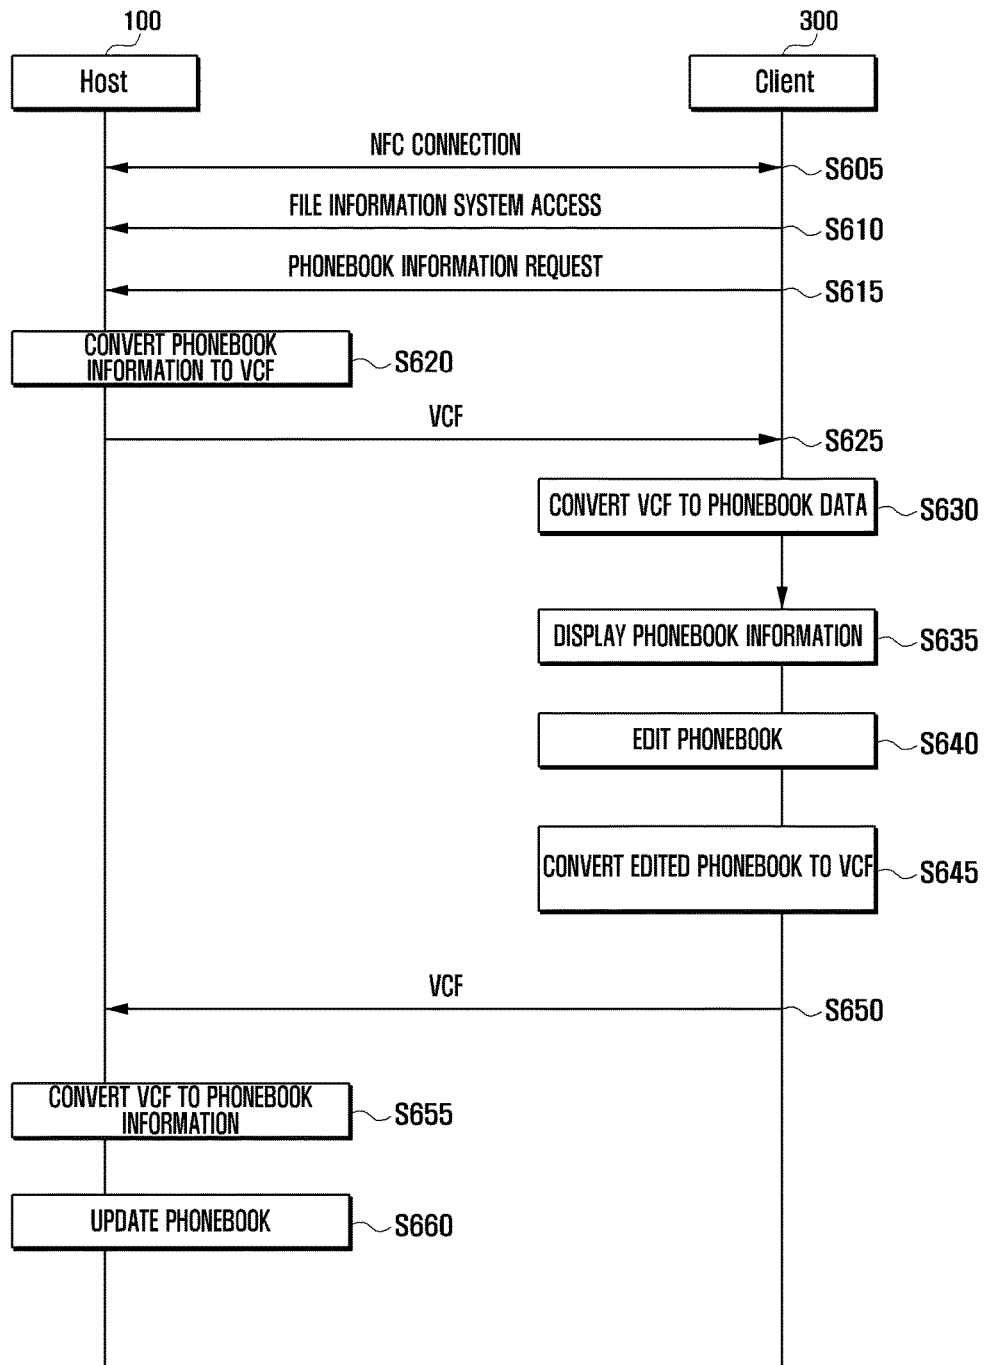 100
300
Host
Client
NFC CONNECTION
S605
FILE INFORMATION SYSTEM ACCESS
S610
PHONEBOOK INFORMATION REQUEST
S615
CONVERT PHONEBOOK
INFORMATION TO VCF
S620
VCF
S625
CONVERT VCF TO PHONEBOOK DATA
S630
DISPLAY PHONEBOOK INFORMATION
S635
EDIT PHONEBOOK
S640
CONVERT EDITED PHONEBOOK TO VCF
S645
VCF
S650
CONVERT VCF TO PHONEBOOK
INFORMATION
S655
UPDATE PHONEBOOK
S660